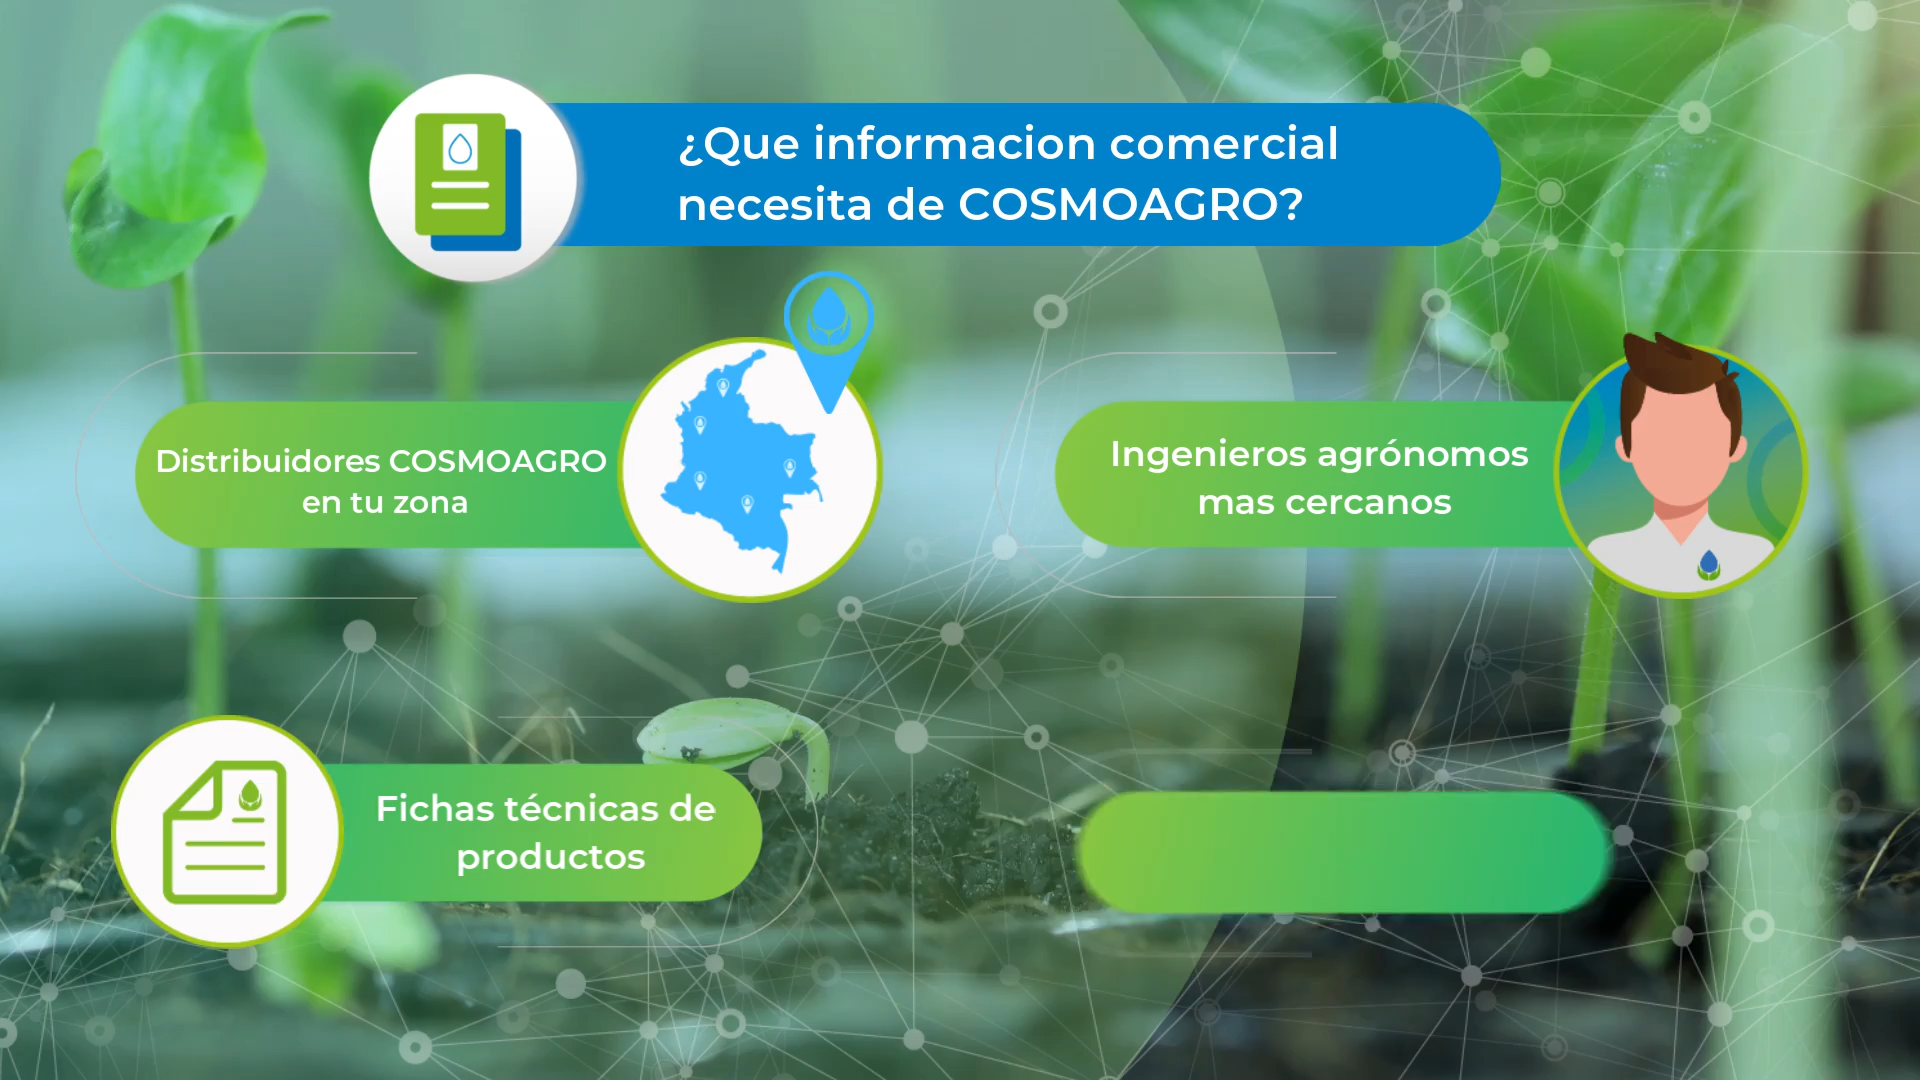 ¿Que informacion comercial
necesita de COSMOAGRO?
Distribuidores COSMOAGRO
en tu zona
Ingenieros agrónomos
mas cercanos
Fichas técnicas de
productos